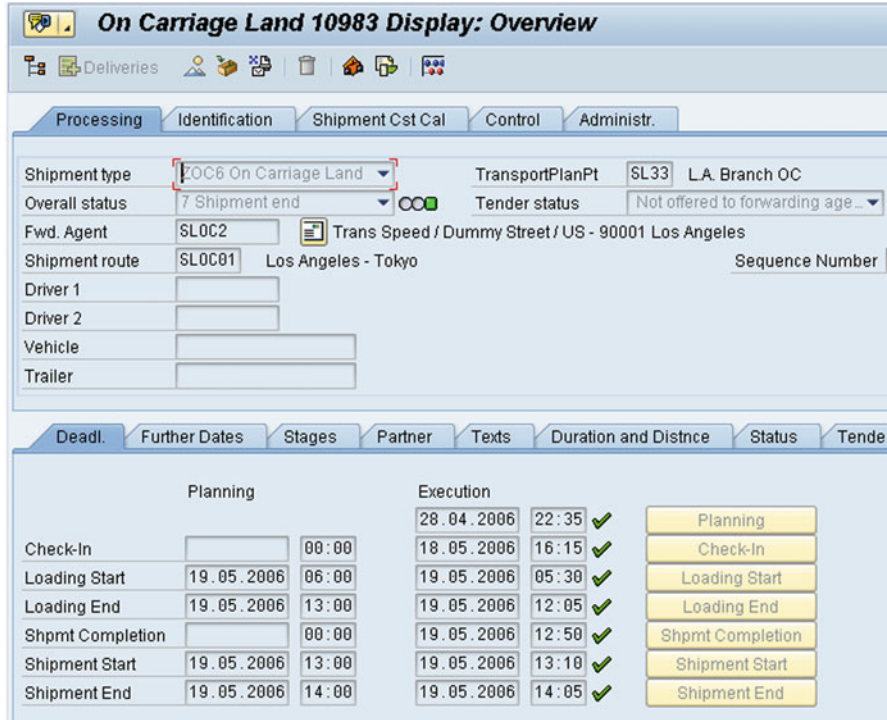 On Carriage Land 10983 Display: Overview
Deliveries
Processing Identification Shipment Cst Cal Control Administr.
Shipment type ZOC6 On Carriage Land TransportPlanPt SL33 L.A. Branch OC
Overall status 7 Shipment end Tender status Not offered to forwarding age...
Fwd. Agent SLOC2 Trans Speed / Dummy Street / US - 90001 Los Angeles
Shipment route SLOC01 Los Angeles - Tokyo Sequence Number
Driver 1
Driver 2
Vehicle
Trailer
Deadl. Further Dates Stages Partner Texts Duration and Distnce Status Tende
Planning Execution
28.04.2006 22:35 Planning
Check-In 00:00 18.05.2006 16:15 Check-In
Loading Start 19.05.2006 06:00 19.05.2006 05:30 Loading Start
Loading End 19.05.2006 13:00 19.05.2006 12:05 Loading End
Shpmt Completion 00:00 19.05.2006 12:50 Shpmt Completion
Shipment Start 19.05.2006 13:00 19.05.2006 13:10 Shipment Start
Shipment End 19.05.2006 14:00 19.05.2006 14:05 Shipment End